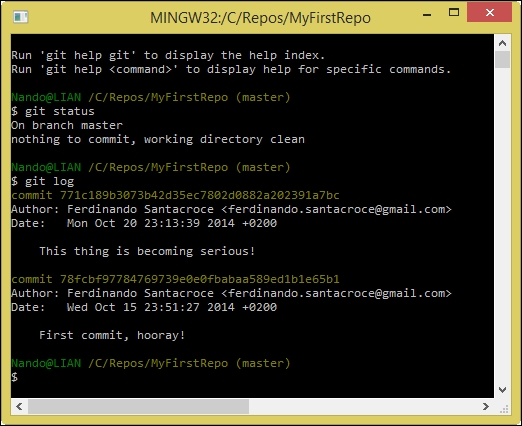 MINGW32:/C/Repos/MyFirstRepo
Run 'git help git' to display the help index.
Run 'git help <command>' to display help for specific commands.
Nando@LIAN /C/Repos/MyFirstRepo (master)
$ git status
On branch master
nothing to commit, working directory clean
Nando@LIAN /C/Repos/MyFirstRepo (master)
$ git log
commit 771c189b3073b42d35ec7802d0882a202391a7bc
Author: Ferdinando Santacroce <ferdinando.santacroce@gmail.com>
Date:   Mon Oct 20 23:13:39 2014 +0200
    This thing is becoming serious!
commit 78fcbf97784769739e0e0fbabaa589ed1b1e65b1
Author: Ferdinando Santacroce <ferdinando.santacroce@gmail.com>
Date:   Wed Oct 15 23:51:27 2014 +0200
    First commit, hooray!
Nando@LIAN /C/Repos/MyFirstRepo (master)
$